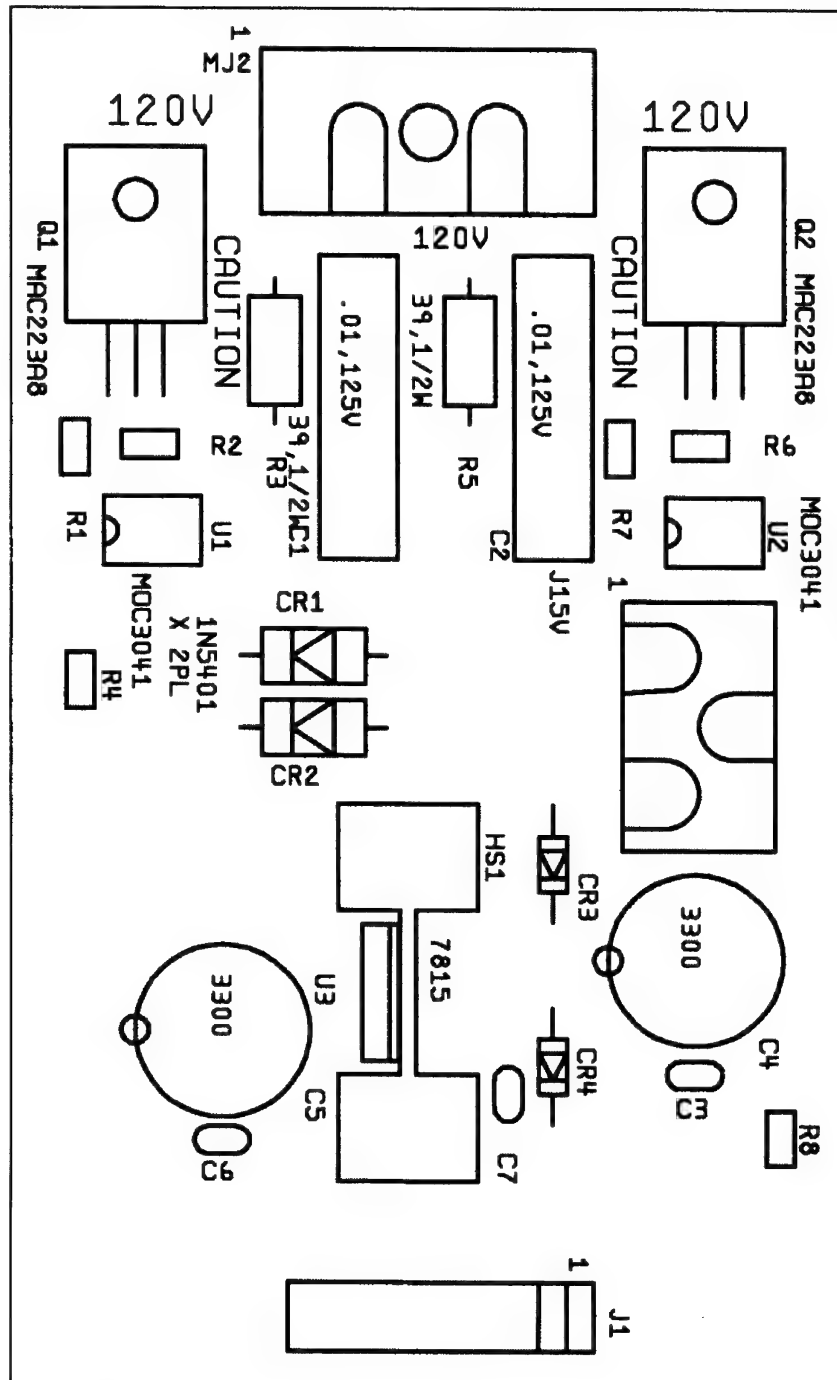 1
MJ2
120V
120V
120V
Q1 MAC223A8
CAUTION
.01,125V
39,1/2W
.01,125V
CAUTION
Q2 MAC223A8
R2
R3
39,1/2W
C1
R5
C2
R6
R1
U1
R7
U2
MOC3041
MOC3041
1N5401
X 2PL
CR1
J15V
1
R4
CR2
HS1
CR3
3300
7815
U3
3300
C4
C5
CR4
C3
C6
C7
R8
1
J1